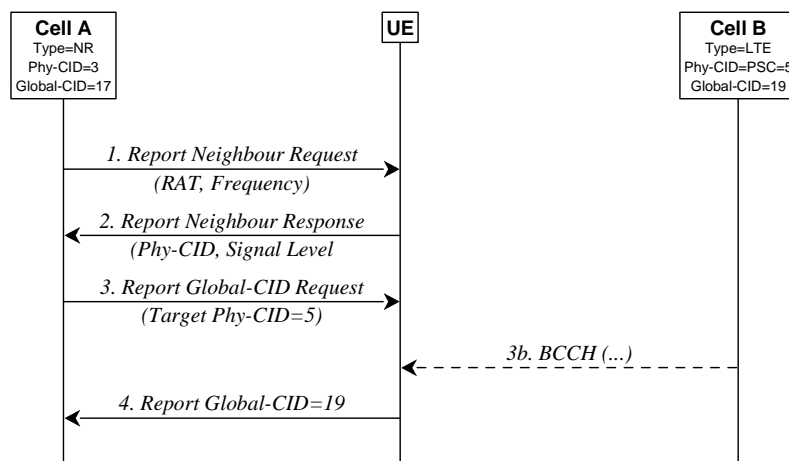 Cell A
Type=NR
Phy-CID=3
Global-CID=17
UE
Cell B
Type=LTE
Phy-CID=PSC=5
Global-CID=19
1. Report Neighbour Request
(RAT, Frequency)
2. Report Neighbour Response
(Phy-CID, Signal Level
3. Report Global-CID Request
(Target Phy-CID=5)
3b. BCCH (...)
4. Report Global-CID=19